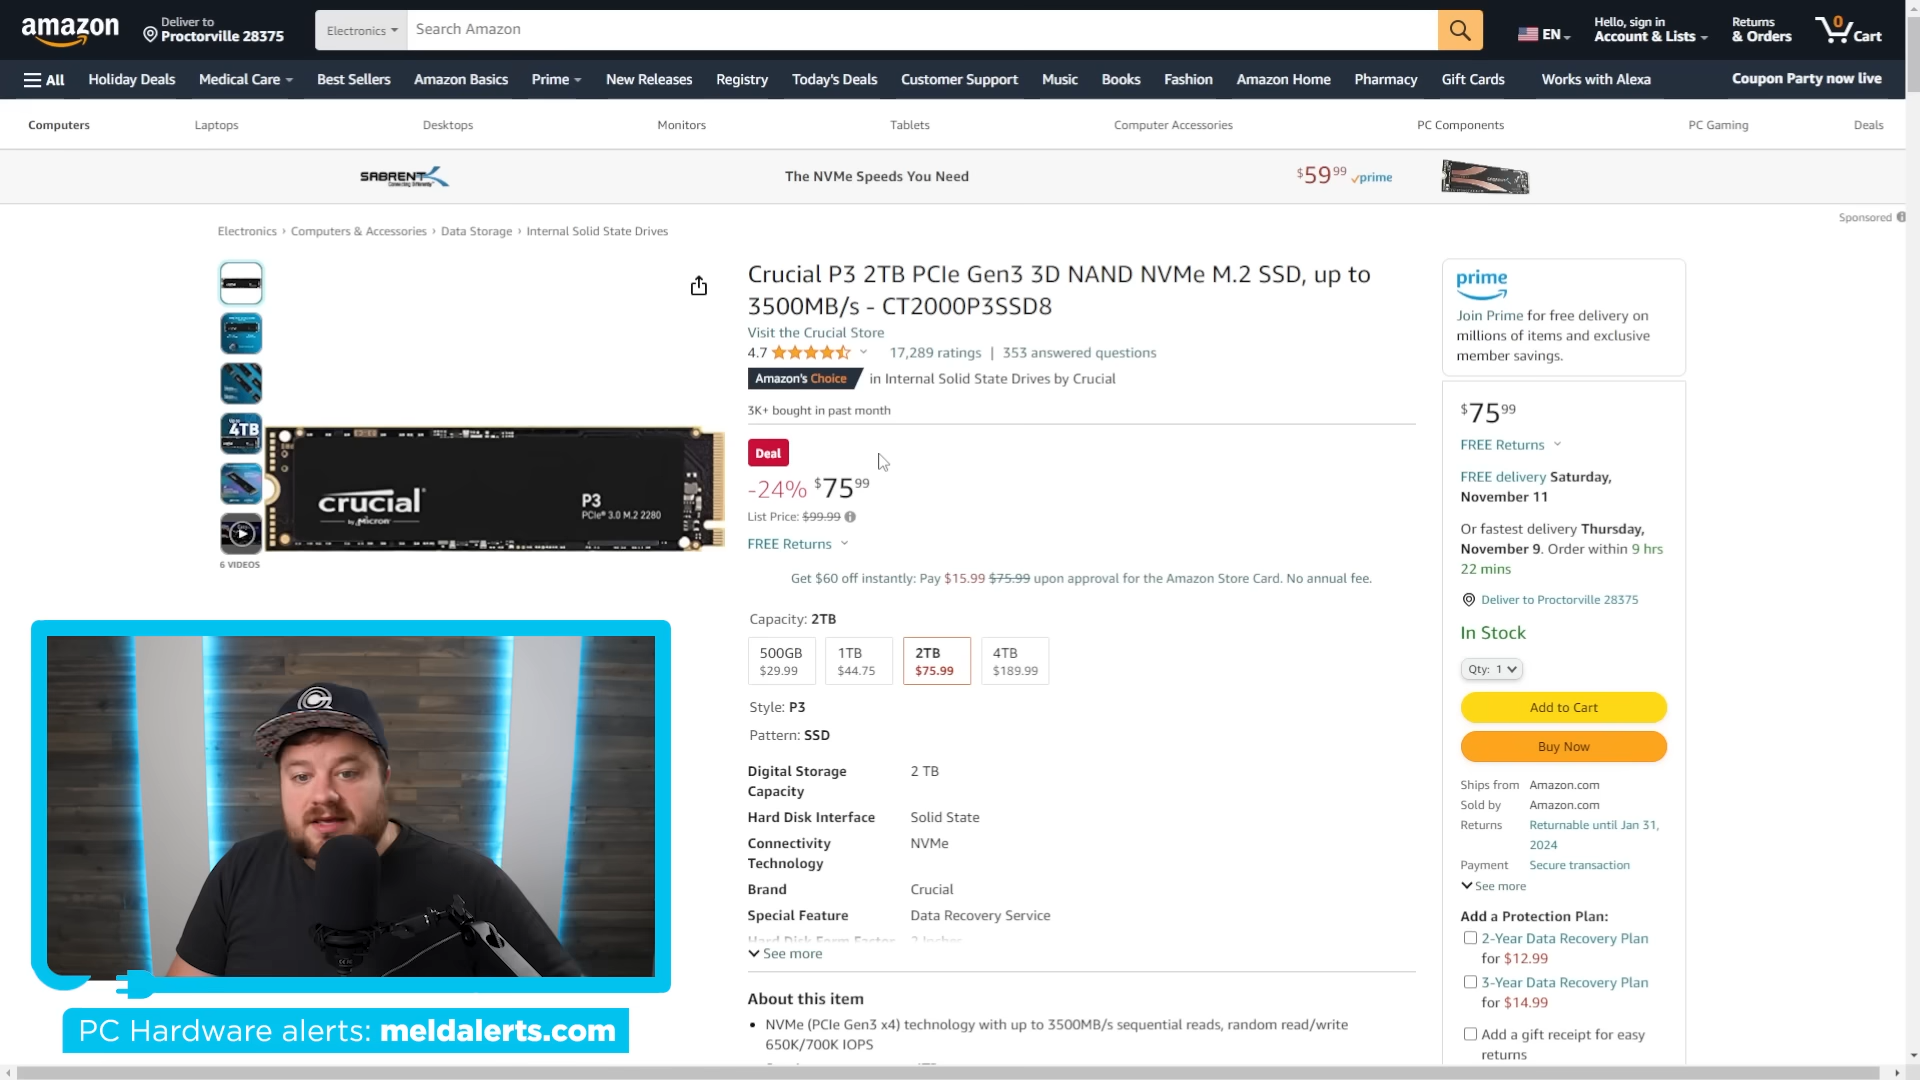 amazon
Deliver to
Proctorville 28375
Electronics
Search Amazon
EN
Hello, sign in
Account & Lists
Returns
& Orders
0
Cart
All
Holiday Deals
Medical Care
Best Sellers
Amazon Basics
Prime
New Releases
Registry
Today's Deals
Customer Support
Music
Books
Fashion
Amazon Home
Pharmacy
Gift Cards
Works with Alexa
Coupon Party now live
Computers
Laptops
Desktops
Monitors
Tablets
Computer Accessories
PC Components
PC Gaming
Deals
SABRENT
The NVMe Speeds You Need
$59 99 prime
Sponsored
Electronics › Computers & Accessories › Data Storage › Internal Solid State Drives
4TB
6 VIDEOS
crucial
by Micron
P3
PCIe® 3.0 M.2 2280
Crucial P3 2TB PCIe Gen3 3D NAND NVMe M.2 SSD, up to
3500MB/s - CT2000P3SSD8
Visit the Crucial Store
4.7
17,289 ratings | 353 answered questions
Amazon's Choice in Internal Solid State Drives by Crucial
3K+ bought in past month
Deal
-24% $75 99
List Price: $99.99
FREE Returns
Get $60 off instantly: Pay $15.99 $75.99 upon approval for the Amazon Store Card. No annual fee.
Capacity: 2TB
500GB
$29.99
1TB
$44.75
2TB
$75.99
4TB
$189.99
Style: P3
Pattern: SSD
Digital Storage
Capacity
2 TB
Hard Disk Interface
Solid State
Connectivity
Technology
NVMe
Brand
Crucial
Special Feature
Data Recovery Service
Hard Disk Form Factor
2 Inches
See more
About this item
• NVMe (PCIe Gen3 x4) technology with up to 3500MB/s sequential reads, random read/write
650K/700K IOPS
prime
Join Prime for free delivery on
millions of items and exclusive
member savings.
$75 99
FREE Returns
FREE delivery Saturday,
November 11
Or fastest delivery Thursday,
November 9. Order within 9 hrs
22 mins
Deliver to Proctorville 28375
In Stock
Qty: 1
Add to Cart
Buy Now
Ships from Amazon.com
Sold by Amazon.com
Returns Returnable until Jan 31,
2024
Payment Secure transaction
See more
Add a Protection Plan:
2-Year Data Recovery Plan
for $12.99
3-Year Data Recovery Plan
for $14.99
Add a gift receipt for easy
returns
PC Hardware alerts: meldalerts.com